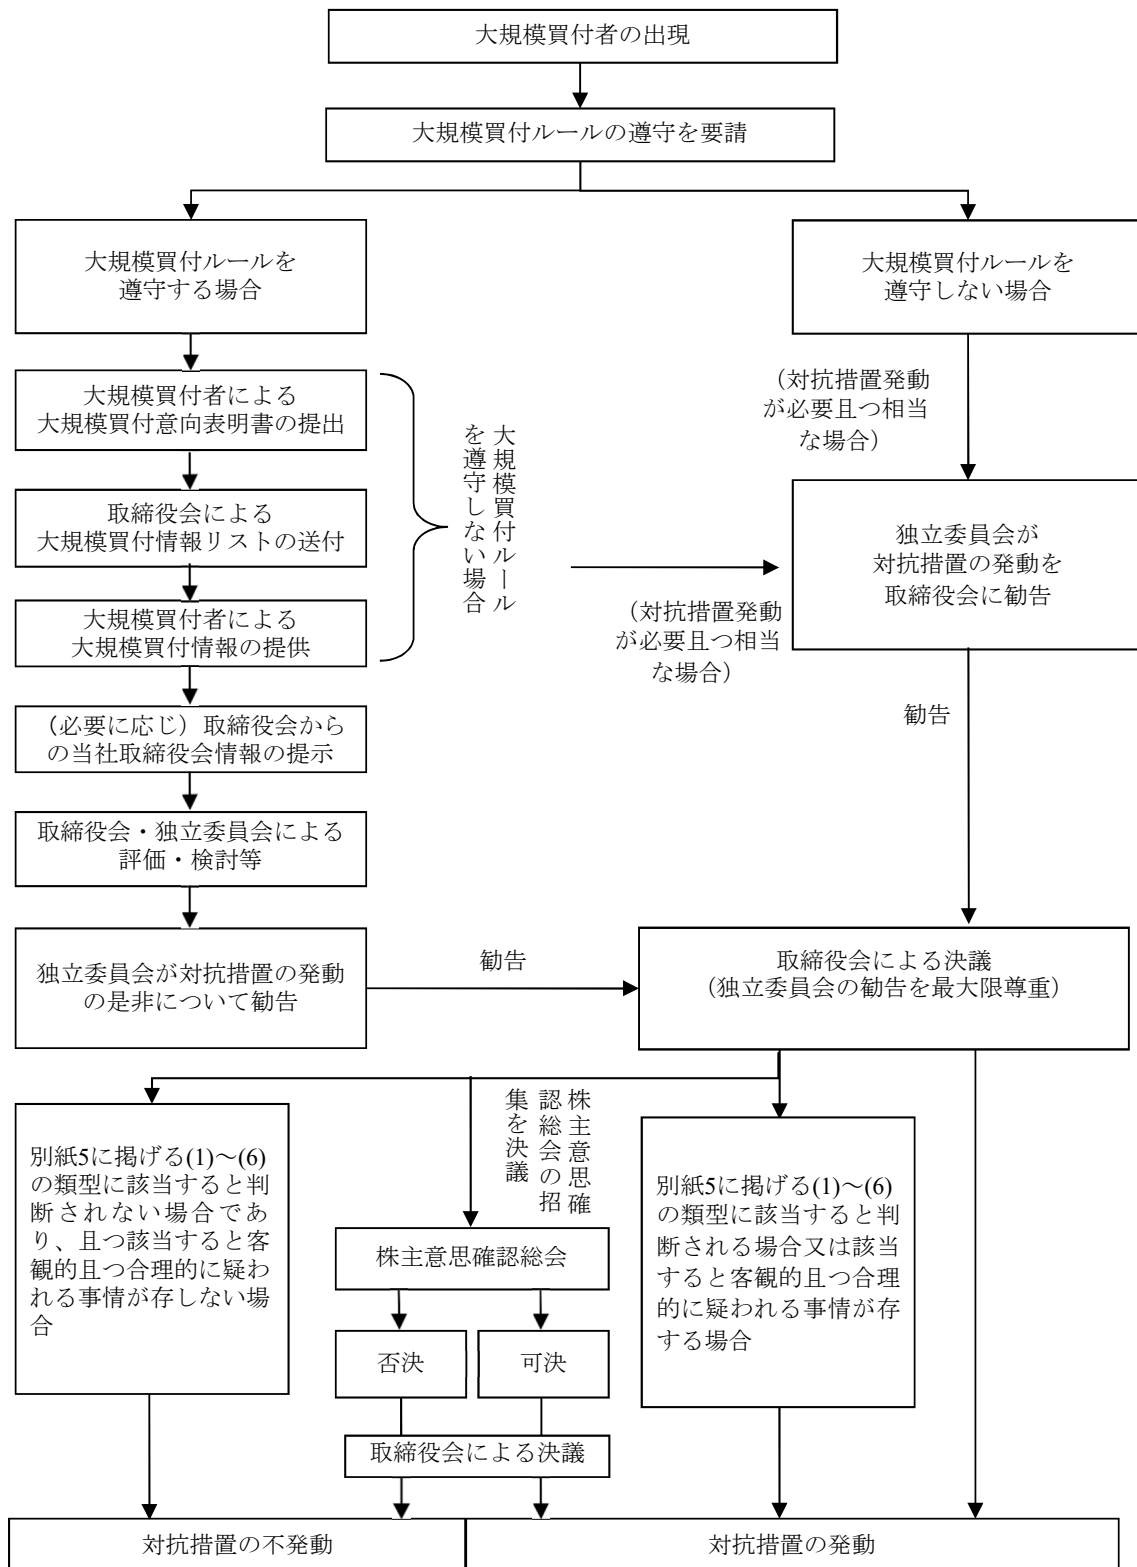 大規模買付者の出現
大規模買付ルールの遵守を要請
大規模買付ルールを
遵守する場合
大規模買付ルールを
遵守しない場合
大規模買付者による
大規模買付意向表明書の提出
取締役会による
大規模買付情報リストの送付
大規模買付者による
大規模買付情報の提供
大規模買付ルール
を遵守しない場合
（対抗措置発動
が必要且つ相当
な場合）
（対抗措置発動
が必要且つ相当
な場合）
独立委員会が
対抗措置の発動を
取締役会に勧告
勧告
（必要に応じ）取締役会から
の当社取締役会情報の提示
取締役会・独立委員会による
評価・検討等
独立委員会が対抗措置の発動
の是非について勧告
勧告
取締役会による決議
（独立委員会の勧告を最大限尊重）
別紙5に掲げる(1)～(6)
の類型に該当すると判
断されない場合であ
り、且つ該当すると客
観的且つ合理的に疑わ
れる事情が存しない場
合
株主意思確
認総会の招
集を決議
株主意思確認総会
否決
可決
取締役会による決議
別紙5に掲げる(1)～(6)
の類型に該当すると判
断される場合又は該当
すると客観的且つ合理
的に疑われる事情が存
する場合
対抗措置の不発動
対抗措置の発動